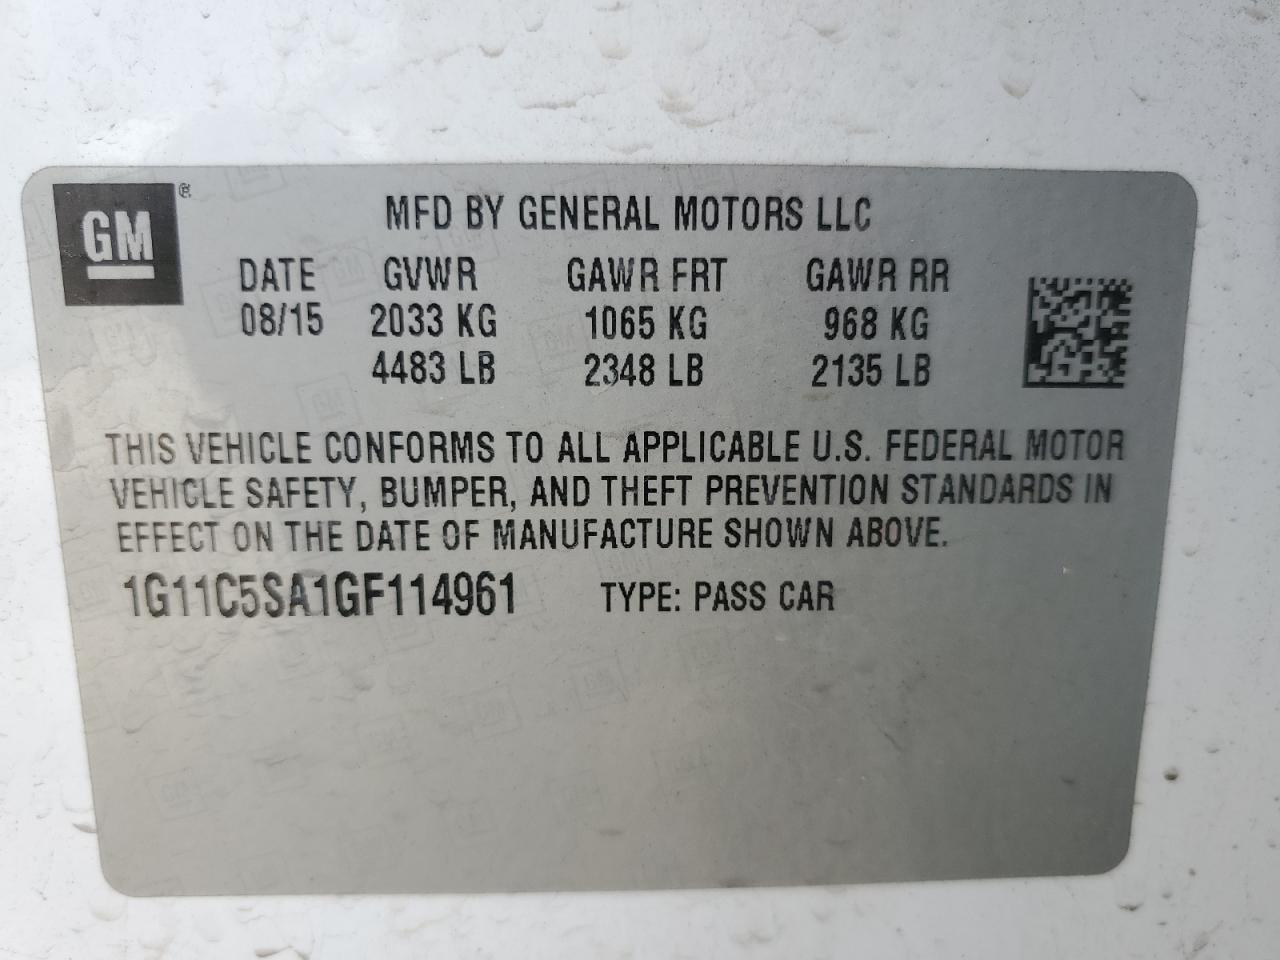 GM®
MFD BY GENERAL MOTORS LLC
DATE GVWR GAWR FRT GAWR RR
08/15 2033 KG 1065 KG 968 KG
4483 LB 2348 LB 2135 LB
THIS VEHICLE CONFORMS TO ALL APPLICABLE U.S. FEDERAL MOTOR
VEHICLE SAFETY, BUMPER, AND THEFT PREVENTION STANDARDS IN
EFFECT ON THE DATE OF MANUFACTURE SHOWN ABOVE.
1G11C5SA1GF114961 TYPE: PASS CAR